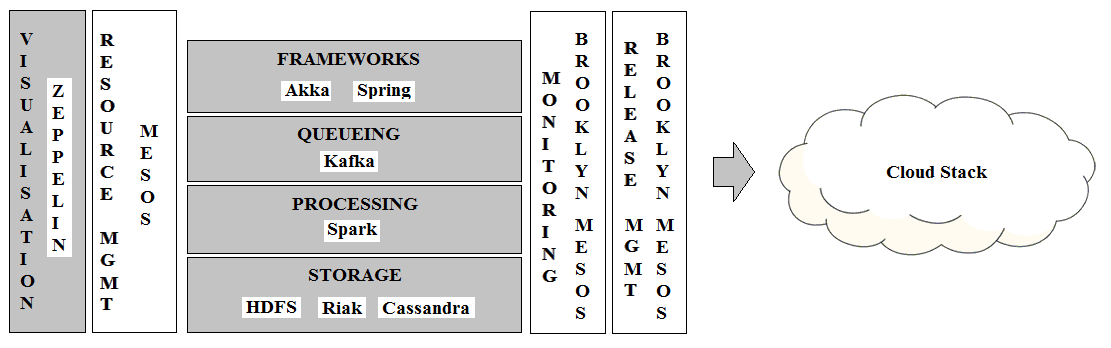 VISUALISATION
ZEPPELIN
RESOURCE MGMT
MESOS
FRAMEWORKS
Akka Spring
QUEUEING
Kafka
PROCESSING
Spark
STORAGE
HDFS Riak Cassandra
MONITORING
BROOKLYN MESOS
RELEASE MGMT
BROOKLYN MESOS
Cloud Stack